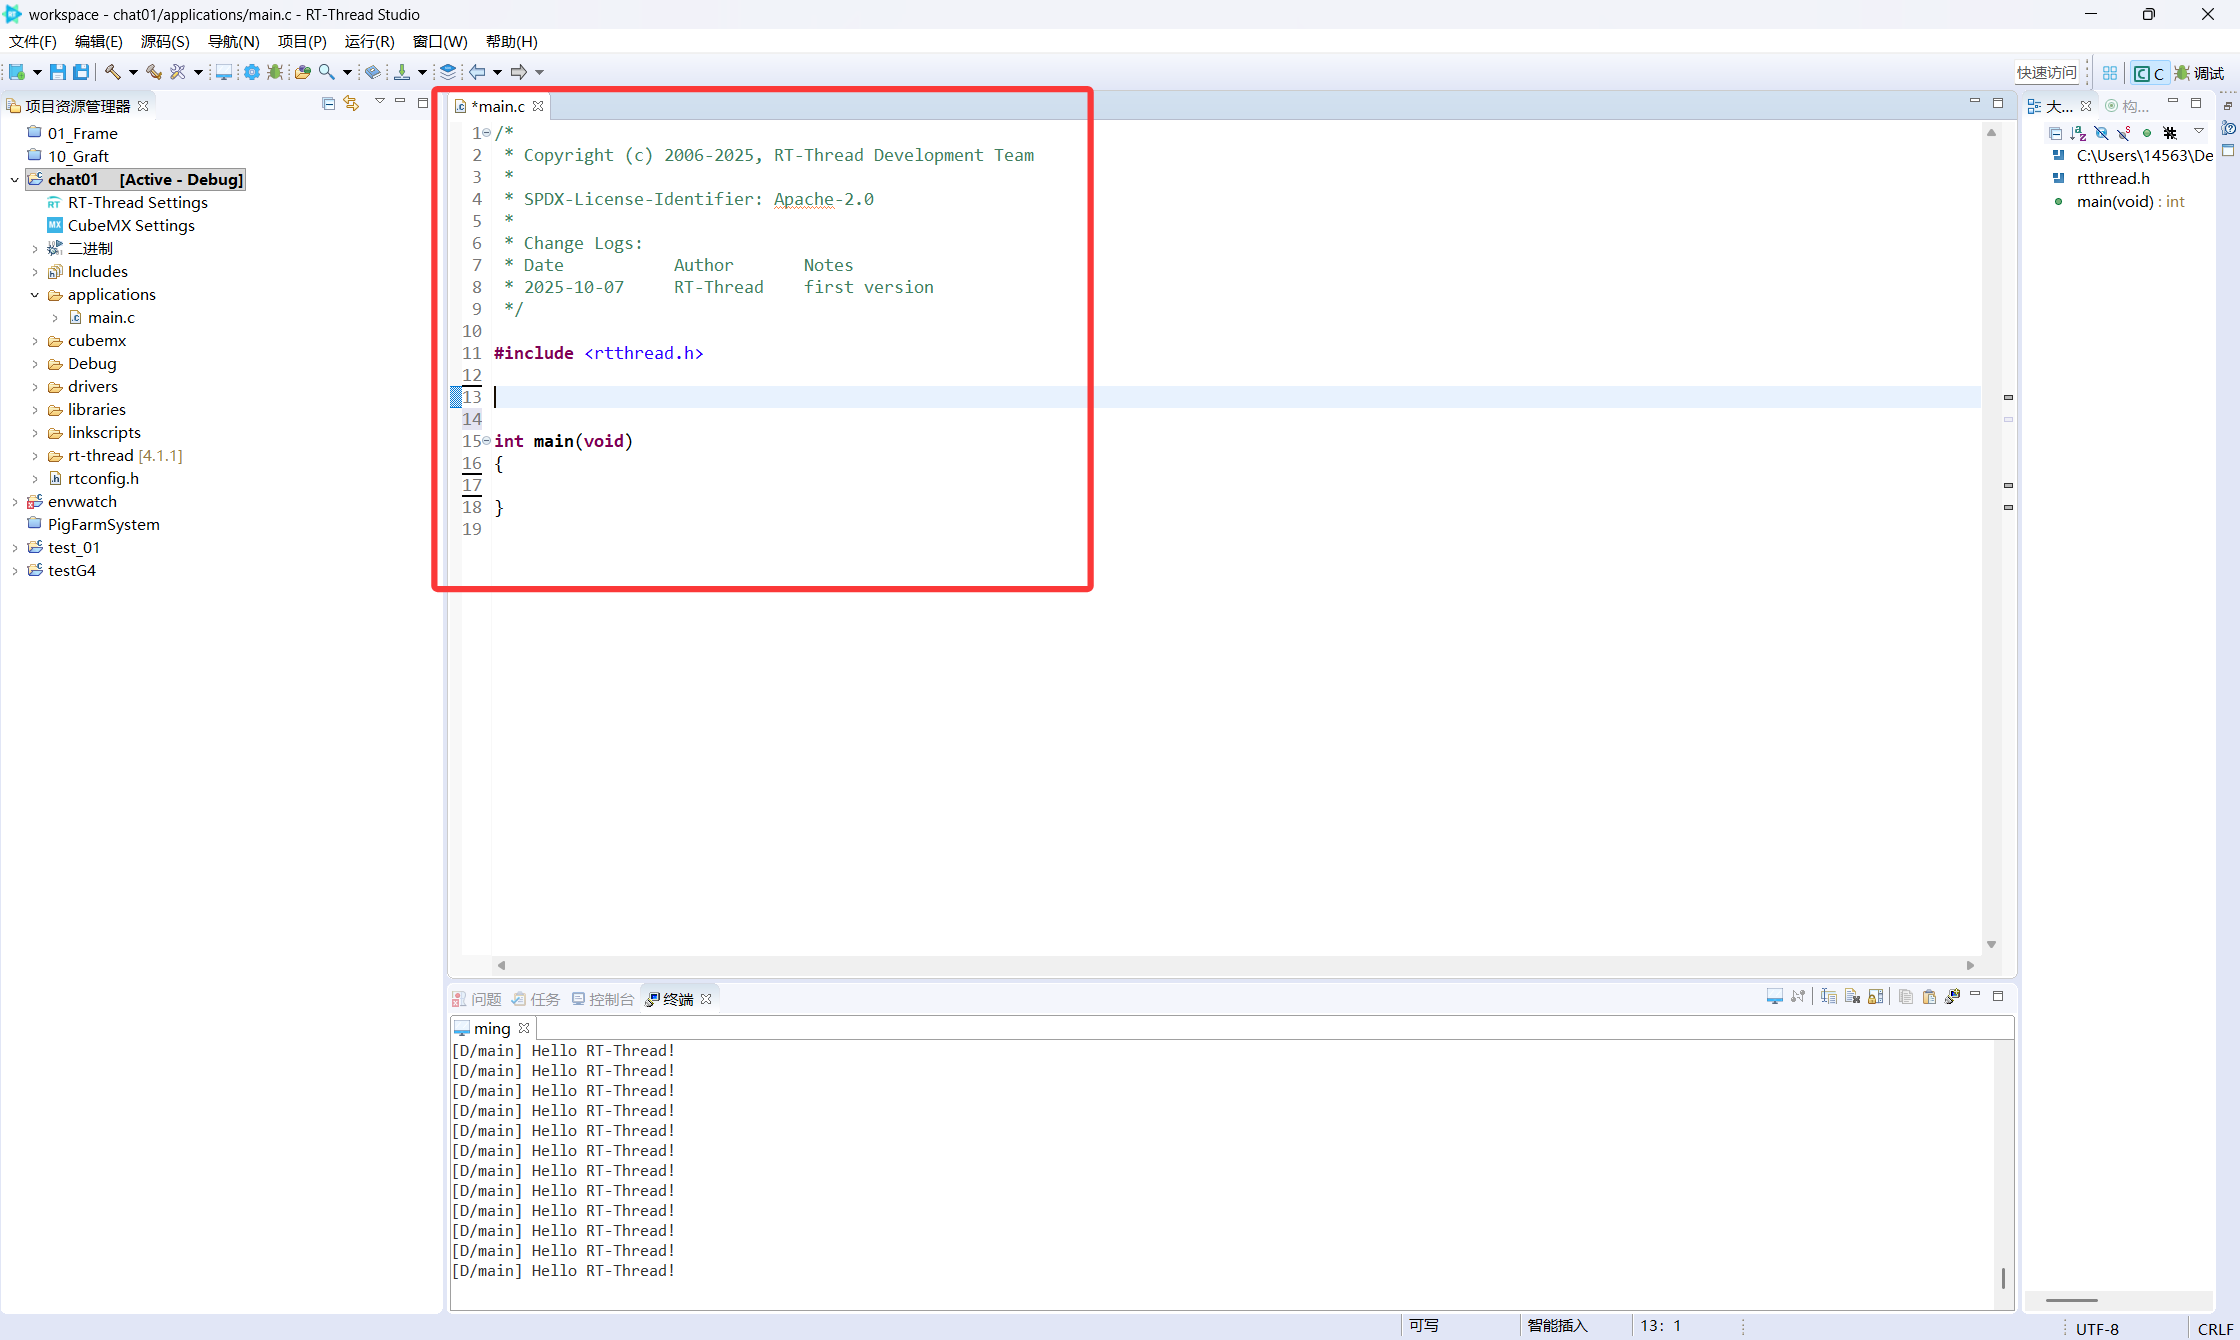 workspace - chat01/applications/main.c - RT-Thread Studio
文件(F) 编辑(E) 源码(S) 导航(N) 项目(P) 运行(R) 窗口(W) 帮助(H)
快速访问 C 调试
项目资源管理器
01_Frame
10_Graft
chat01 [Active - Debug]
RT-Thread Settings
CubeMX Settings
二进制
Includes
applications
main.c
cubemx
Debug
drivers
libraries
linkscripts
rt-thread [4.1.1]
rtconfig.h
envwatch
PigFarmSystem
test_01
testG4
*main.c
1 /*
2  * Copyright (c) 2006-2025, RT-Thread Development Team
3  *
4  * SPDX-License-Identifier: Apache-2.0
5  *
6  * Change Logs:
7  * Date           Author       Notes
8  * 2025-10-07     RT-Thread    first version
9  */
10
11 #include <rtthread.h>
12
13
14
15 int main(void)
16 {
17
18 }
19
大... 构...
C:\Users\14563\De
rtthread.h
main(void) : int
问题 任务 控制台 终端
ming
[D/main] Hello RT-Thread!
[D/main] Hello RT-Thread!
[D/main] Hello RT-Thread!
[D/main] Hello RT-Thread!
[D/main] Hello RT-Thread!
[D/main] Hello RT-Thread!
[D/main] Hello RT-Thread!
[D/main] Hello RT-Thread!
[D/main] Hello RT-Thread!
[D/main] Hello RT-Thread!
[D/main] Hello RT-Thread!
[D/main] Hello RT-Thread!
可写 智能插入 13: 1 UTF-8 CRLF